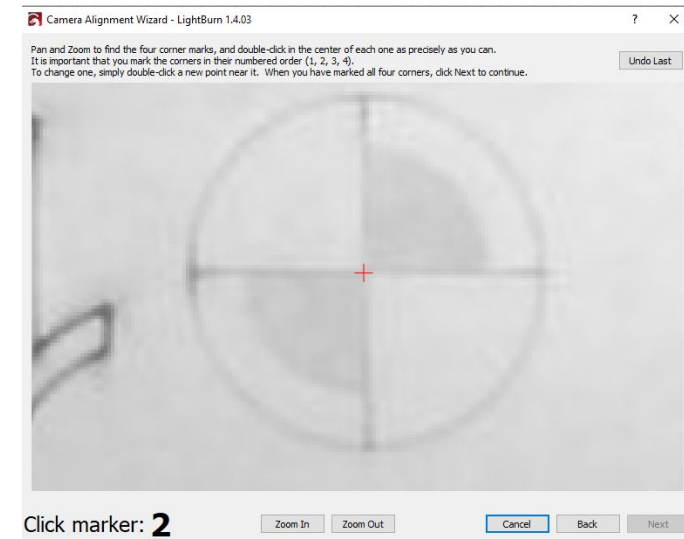 Camera Alignment Wizard - LightBurn 1.4.03
Pan and Zoom to find the four corner marks, and double-click in the center of each one as precisely as you can.
It is important that you mark the corners in their numbered order (1, 2, 3, 4).
To change one, simply double-click a new point near it.  When you have marked all four corners, click Next to continue.
Undo Last
Click marker: 2
Zoom In
Zoom Out
Cancel
Back
Next